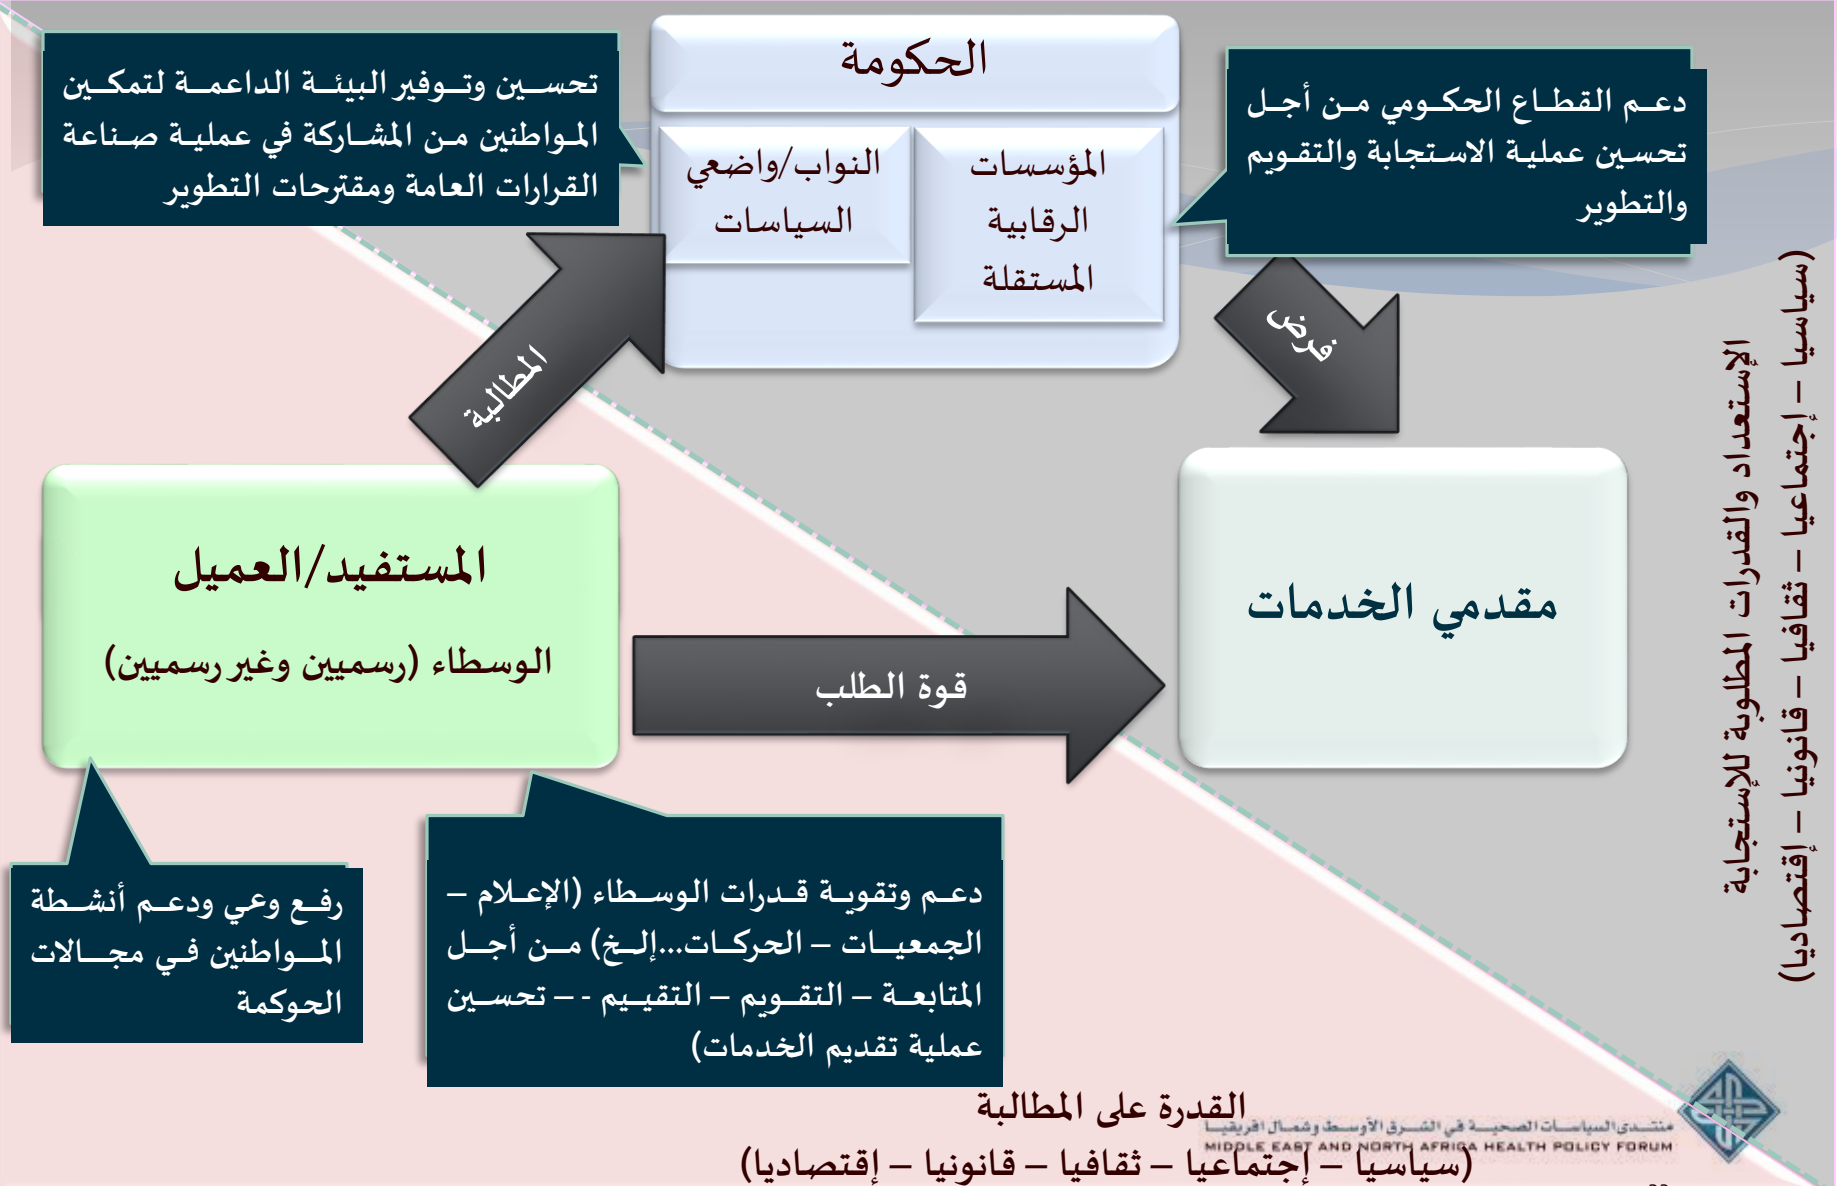 الحكومة
تحسين وتوفير البيئة الداعمة لتمكين
المواطنين من المشاركة في عملية صناعة
القرارات العامة ومقترحات التطوير
دعم القطاع الحكومي من أجل
تحسين عملية الاستجابة والتقويم
والتطوير
المؤسسات
الرقابية
المستقلة
النواب/واضعي
السياسات
فرض
المطالبة
المستفيد/العميل
الوسطاء (رسميين وغير رسميين)
مقدمي الخدمات
قوة الطلب
الإستعداد والقدرات المطلوبة للإستجابة
(سياسيا – إجتماعيا – ثقافيا – قانونيا – إقتصاديا)
دعم وتقوية قدرات الوسطاء (الإعلام –
الجمعيات – الحركات...إلخ) من أجل
المتابعة – التقويم – التقييم - – تحسين
عملية تقديم الخدمات)
رفع وعي ودعم أنشطة
المواطنين في مجالات
الحوكمة
القدرة على المطالبة
(سياسيا – إجتماعيا – ثقافيا – قانونيا – إقتصاديا)
منتدى السياسات الصحية في الشرق الأوسط وشمال افريقيا
MIDDLE EAST AND NORTH AFRICA HEALTH POLICY FORUM